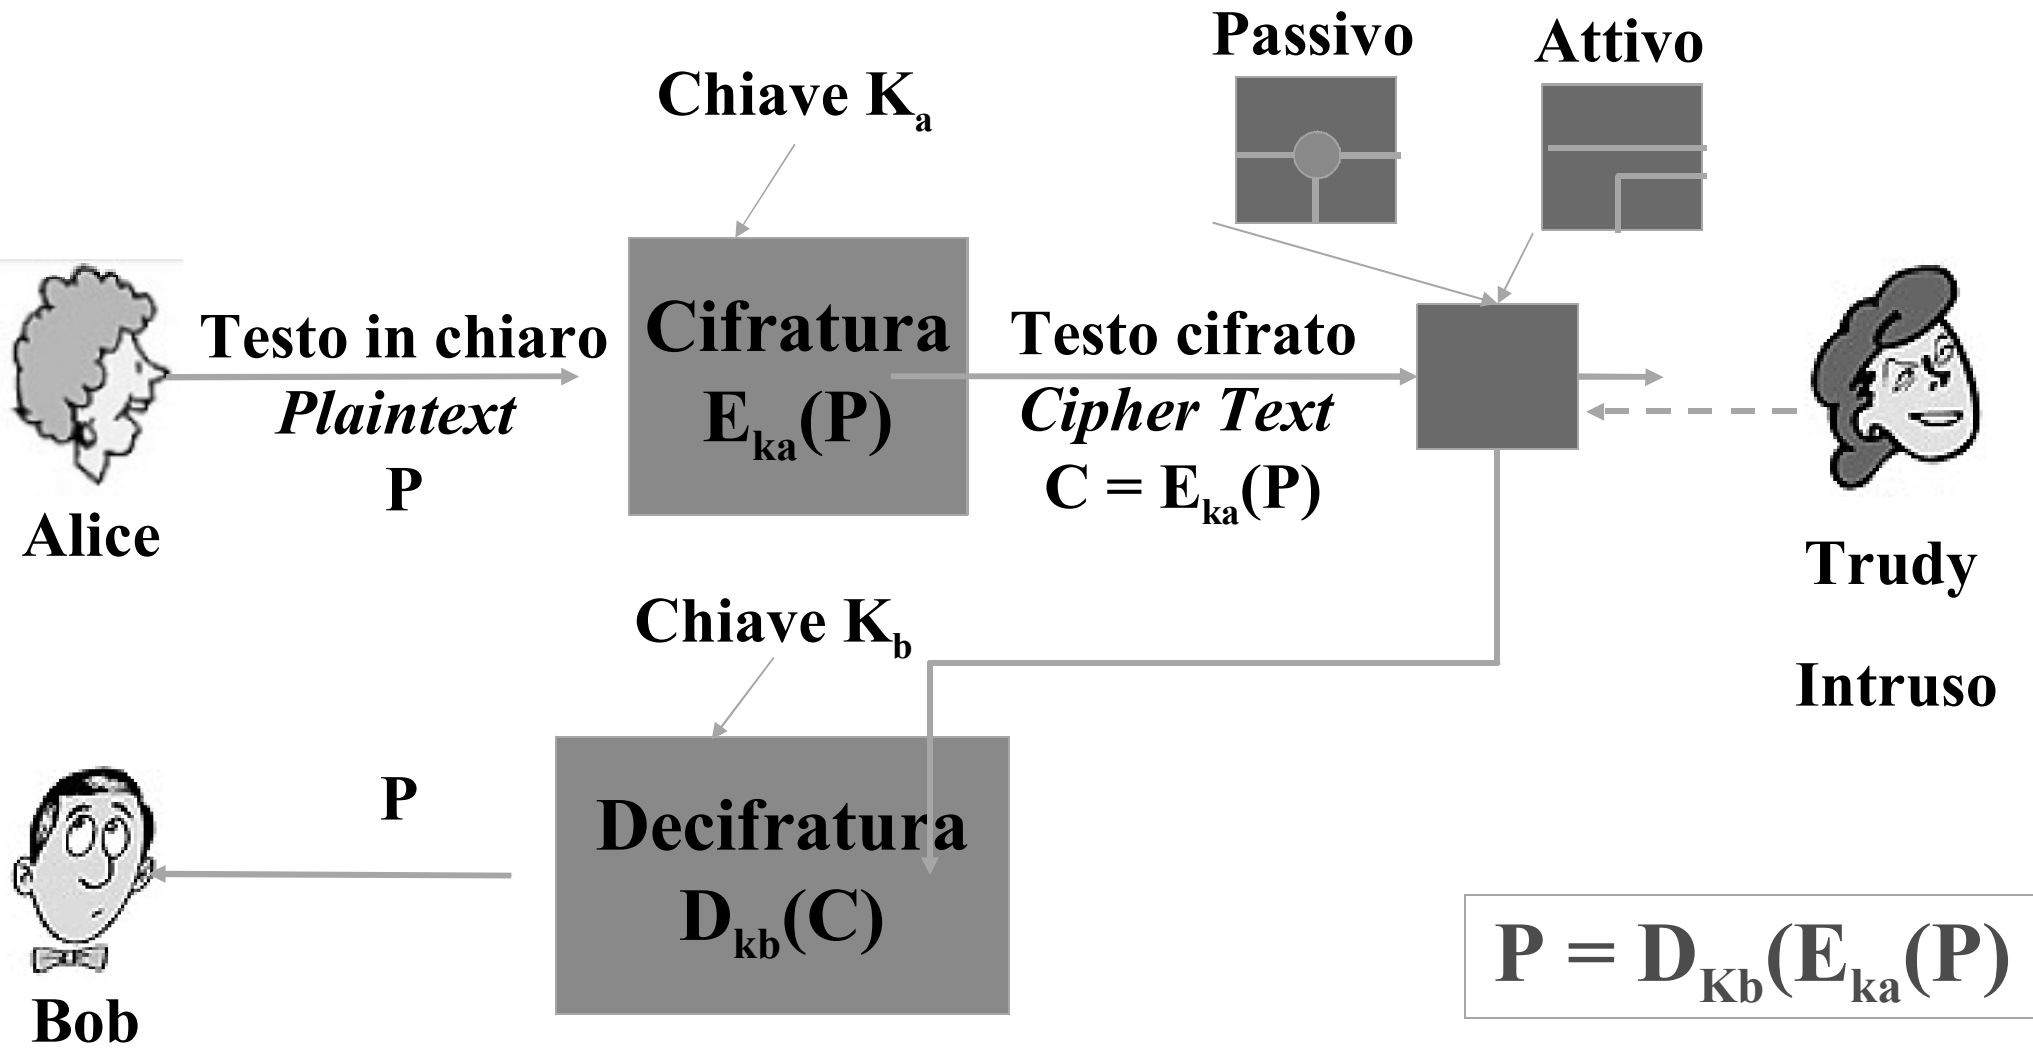 Passivo
Attivo
Chiave Ka
Testo in chiaro
Plaintext
P
Alice
Cifratura
Eka(P)
Testo cifrato
Cipher Text
C = Eka(P)
Trudy
Intruso
Chiave Kb
P
Decifratura
Dkb(C)
Bob
P = DKb(Eka(P)